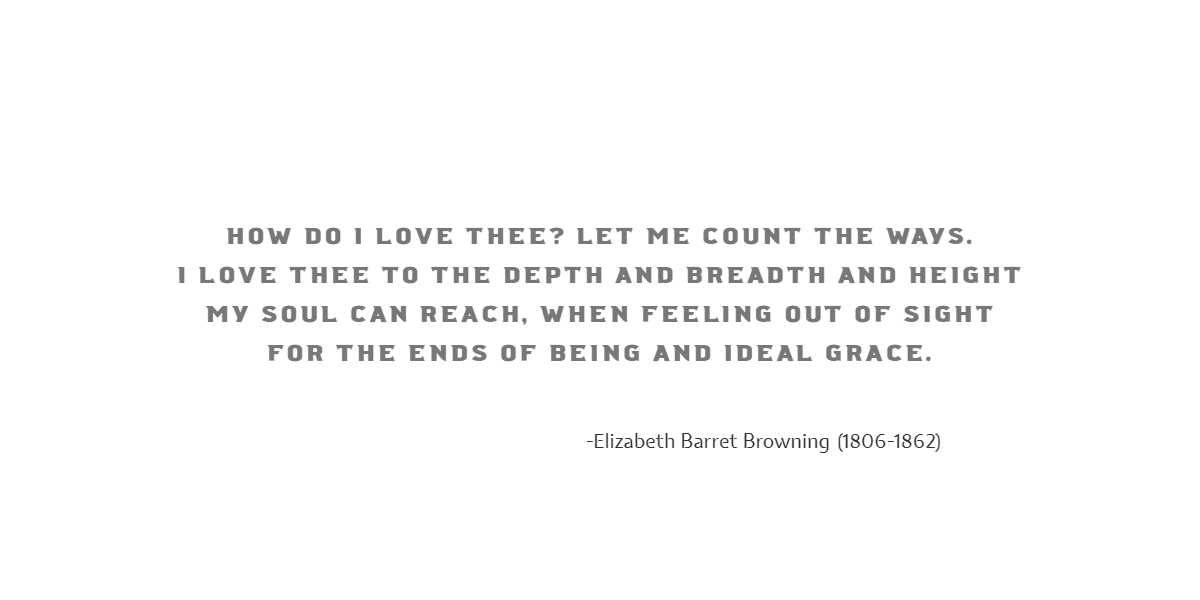 HOW DO I LOVE THEE? LET ME COUNT THE WAYS.
I LOVE THEE TO THE DEPTH AND BREADTH AND HEIGHT
MY SOUL CAN REACH, WHEN FEELING OUT OF SIGHT
FOR THE ENDS OF BEING AND IDEAL GRACE.
-Elizabeth Barret Browning (1806-1862)